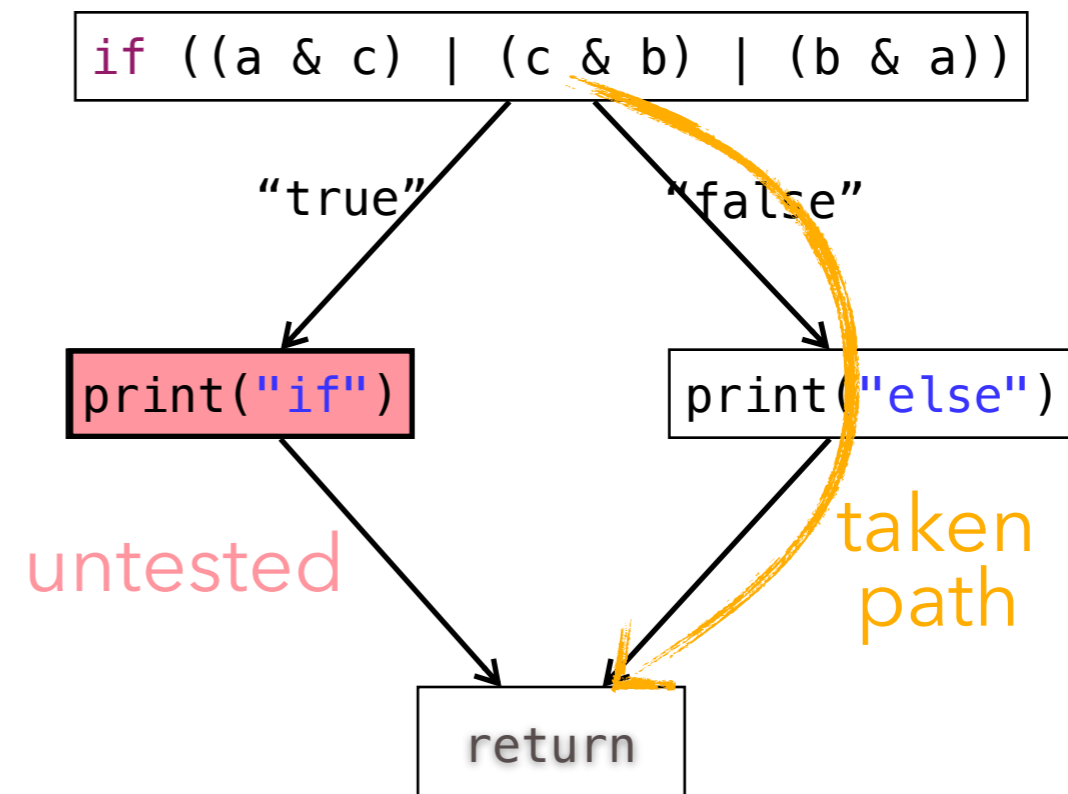 if ((a & c) | (c & b) | (b & a))
“true”
“false”
print("if")
print("else")
untested
taken
path
return